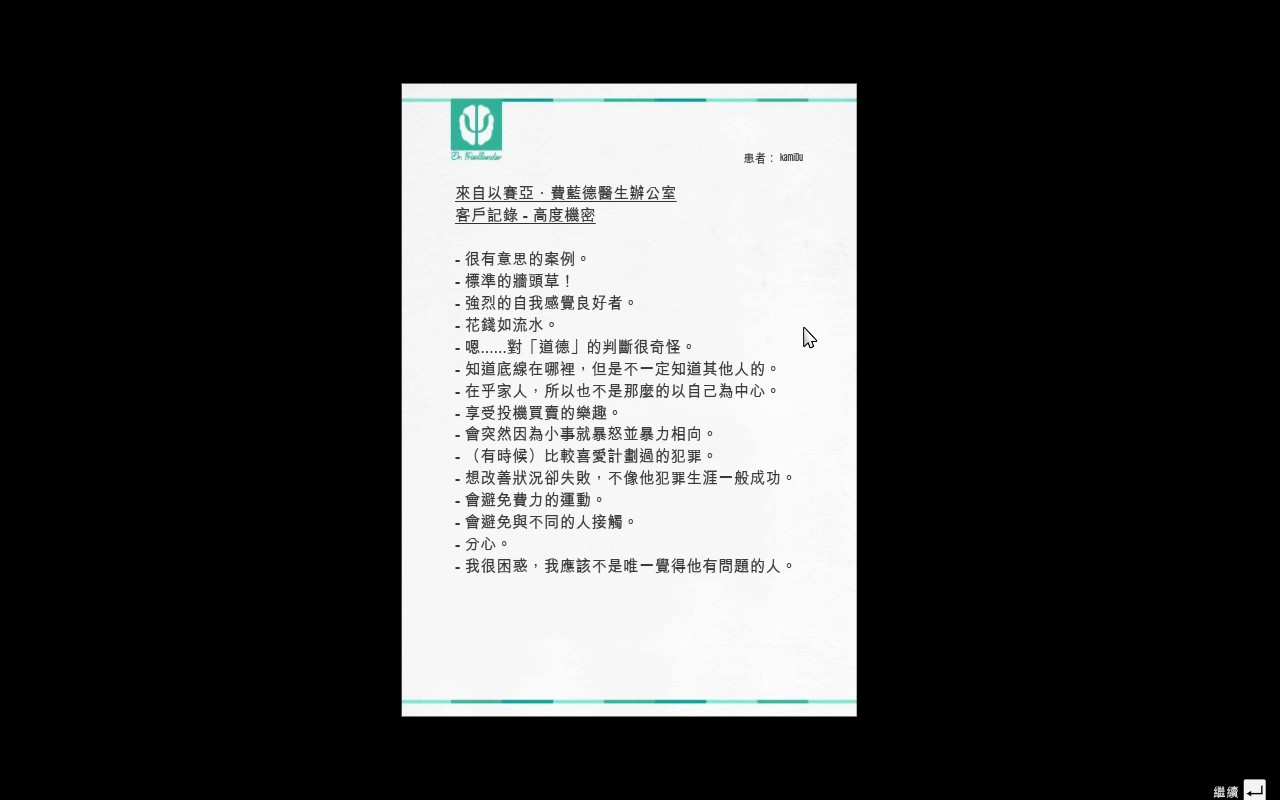 Dr. Friedlander
患者： kamiDu
來自以賽亞．費藍德醫生辦公室
客戶記錄 - 高度機密
- 很有意思的案例。
- 標準的牆頭草！
- 強烈的自我感覺良好者。
- 花錢如流水。
- 嗯......對「道德」的判斷很奇怪。
- 知道底線在哪裡，但是不一定知道其他人的。
- 在乎家人，所以也不是那麼的以自己為中心。
- 享受投機買賣的樂趣。
- 會突然因為小事就暴怒並暴力相向。
- （有時候）比較喜愛計劃過的犯罪。
- 想改善狀況卻失敗，不像他犯罪生涯一般成功。
- 會避免費力的運動。
- 會避免與不同的人接觸。
- 分心。
- 我很困惑，我應該不是唯一覺得他有問題的人。
繼續